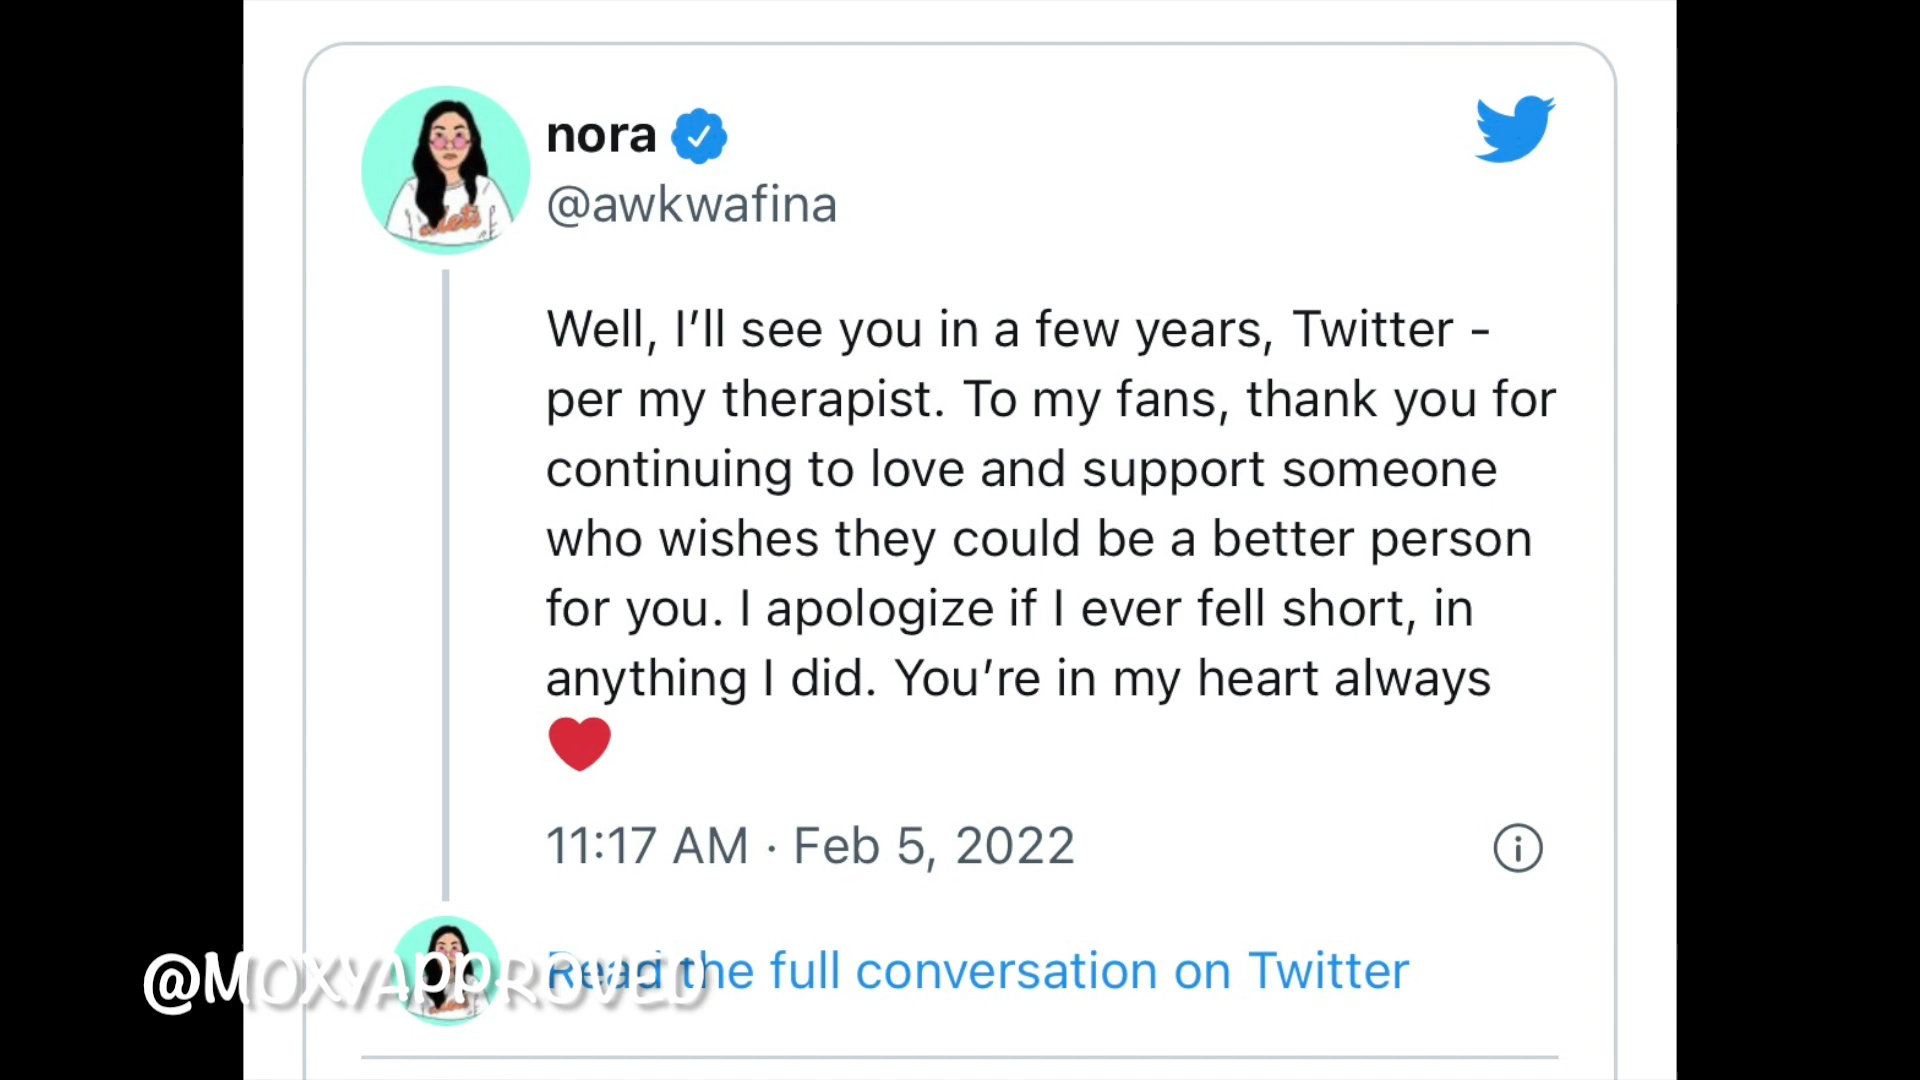 nora
@awkwafina
Well, I’ll see you in a few years, Twitter -
per my therapist. To my fans, thank you for
continuing to love and support someone
who wishes they could be a better person
for you. I apologize if I ever fell short, in
anything I did. You’re in my heart always
❤️
11:17 AM · Feb 5, 2022
Read the full conversation on Twitter
@MOXYAPPROVED